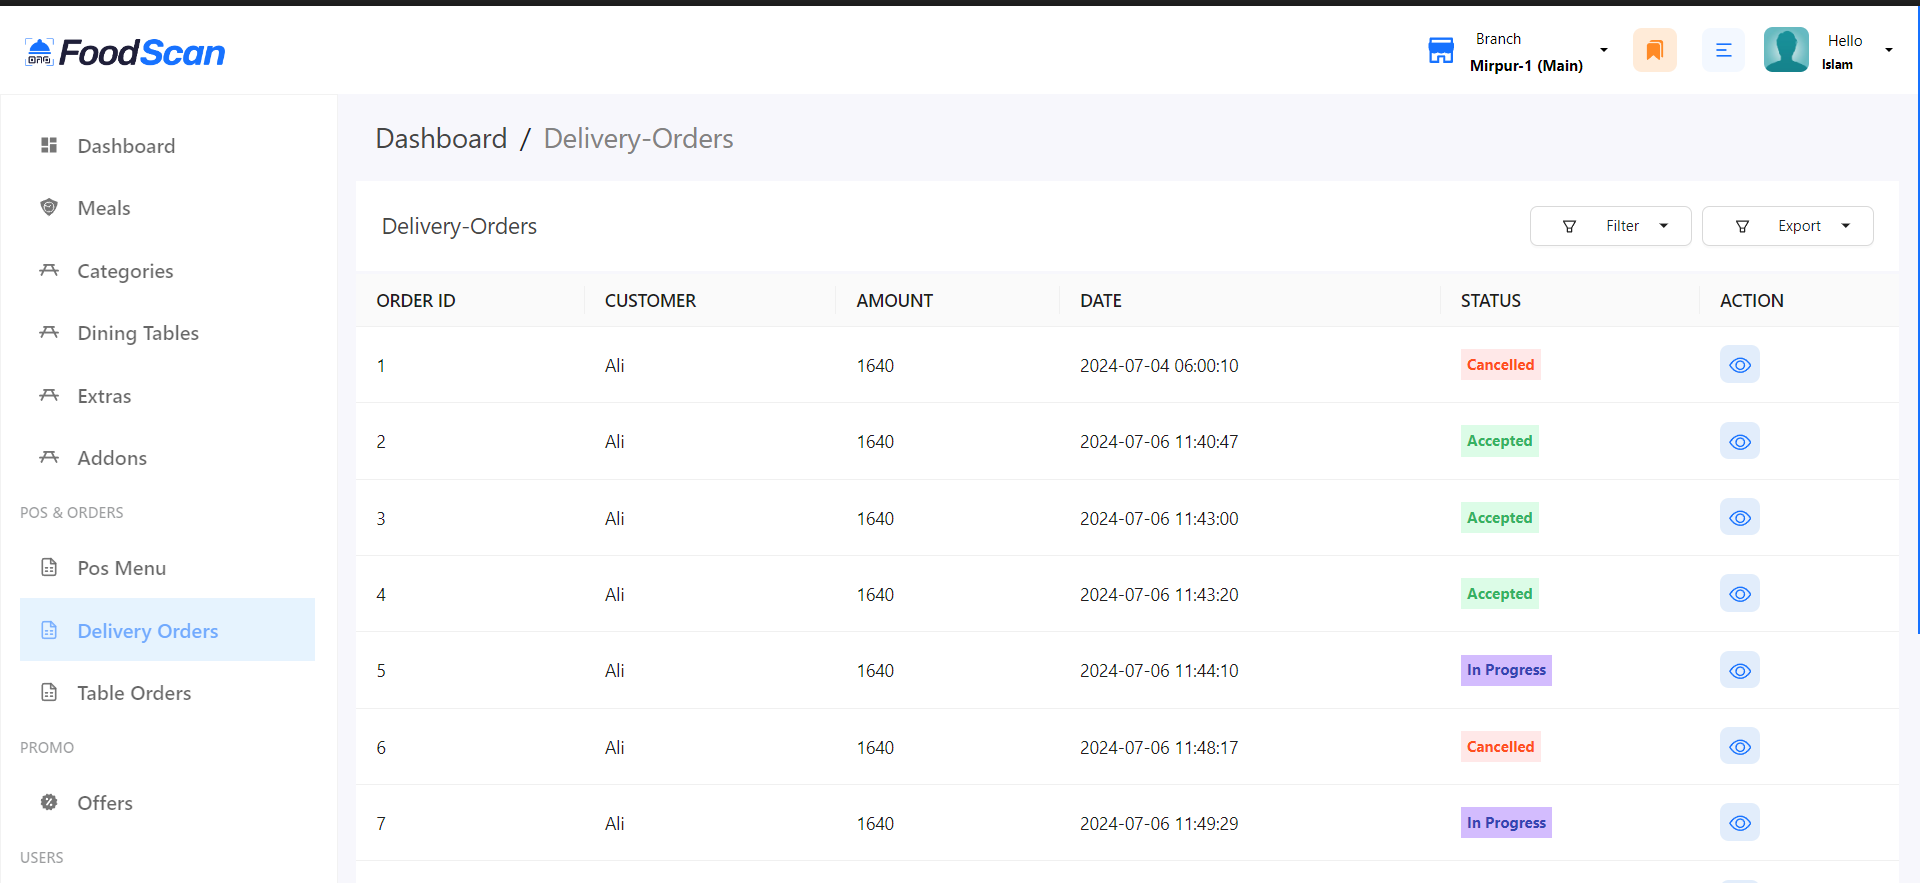 FoodScan
Branch
Mirpur-1 (Main)
Hello
Islam
Dashboard
Meals
Categories
Dining Tables
Extras
Addons
POS & ORDERS
Pos Menu
Delivery Orders
Table Orders
PROMO
Offers
USERS
Dashboard / Delivery-Orders
Delivery-Orders
Filter
Export
ORDER ID CUSTOMER AMOUNT DATE STATUS ACTION
1 Ali 1640 2024-07-04 06:00:10 Cancelled
2 Ali 1640 2024-07-06 11:40:47 Accepted
3 Ali 1640 2024-07-06 11:43:00 Accepted
4 Ali 1640 2024-07-06 11:43:20 Accepted
5 Ali 1640 2024-07-06 11:44:10 In Progress
6 Ali 1640 2024-07-06 11:48:17 Cancelled
7 Ali 1640 2024-07-06 11:49:29 In Progress